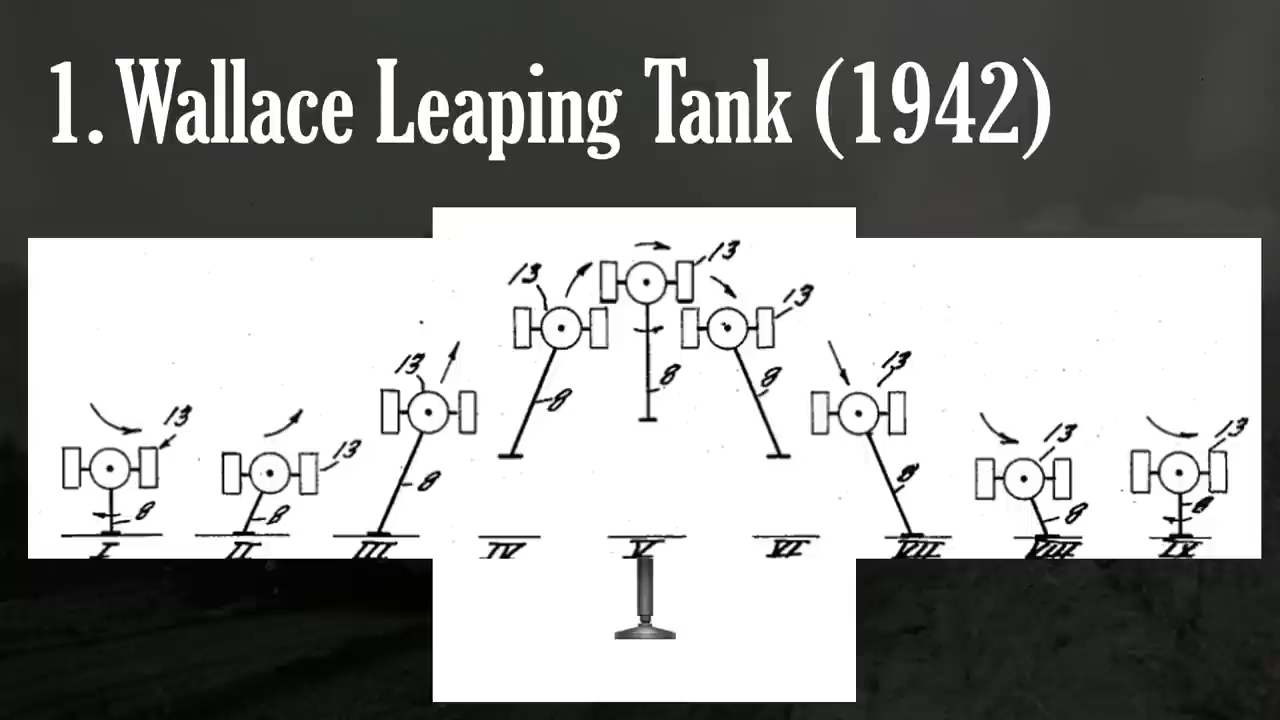 1. Wallace Leaping Tank (1942)
13 13 13 13 13 13 13 13 13
8 8 8 8 8 8 8 8 8
I II III IV V VI VII VIII IX